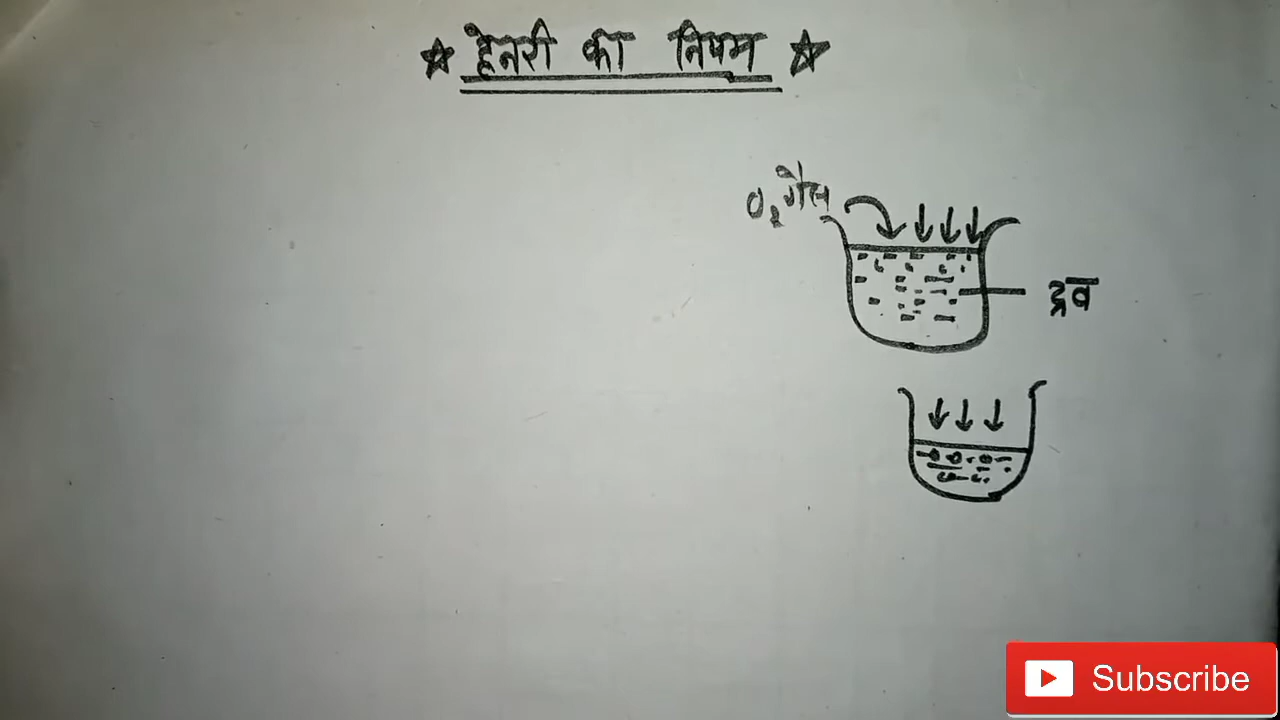 ☆ हेनरी का नियम ☆
O₂ गैस
द्रव
Subscribe